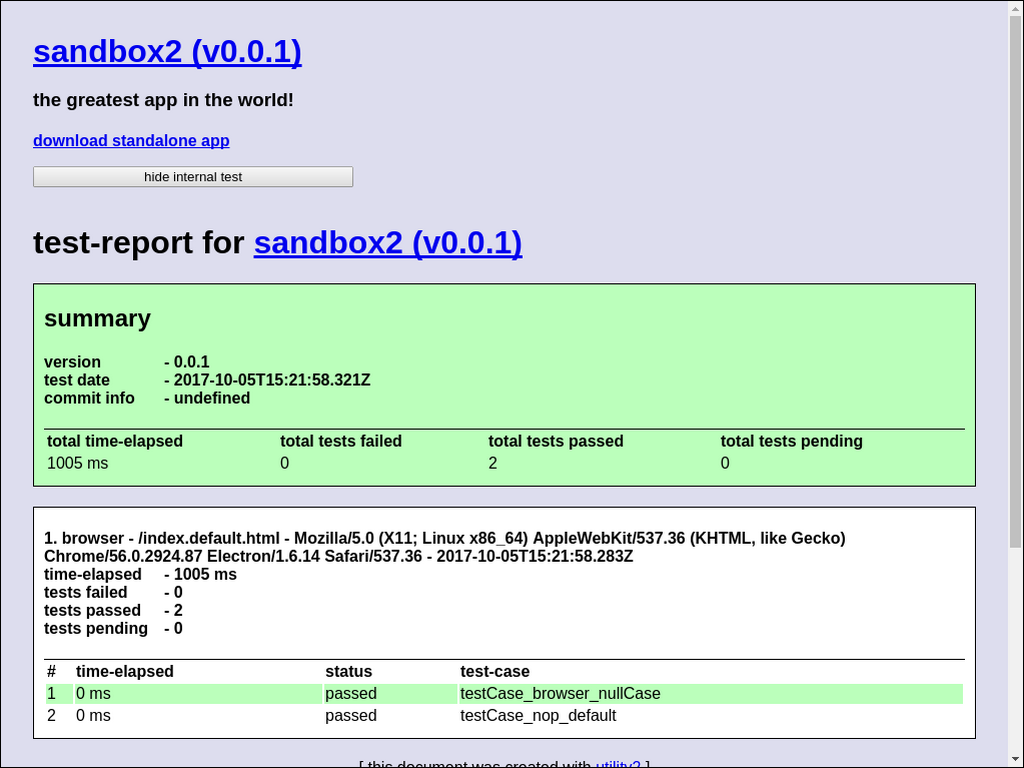 sandbox2 (v0.0.1)
the greatest app in the world!
download standalone app
hide internal test
test-report for sandbox2 (v0.0.1)
summary
version - 0.0.1
test date - 2017-10-05T15:21:58.321Z
commit info - undefined
total time-elapsed total tests failed total tests passed total tests pending
1005 ms 0 2 0
1. browser - /index.default.html - Mozilla/5.0 (X11; Linux x86_64) AppleWebKit/537.36 (KHTML, like Gecko)
Chrome/56.0.2924.87 Electron/1.6.14 Safari/537.36 - 2017-10-05T15:21:58.283Z
time-elapsed - 1005 ms
tests failed - 0
tests passed - 2
tests pending - 0
# time-elapsed status test-case
1 0 ms passed testCase_browser_nullCase
2 0 ms passed testCase_nop_default
[ this document was created with utility2 ]